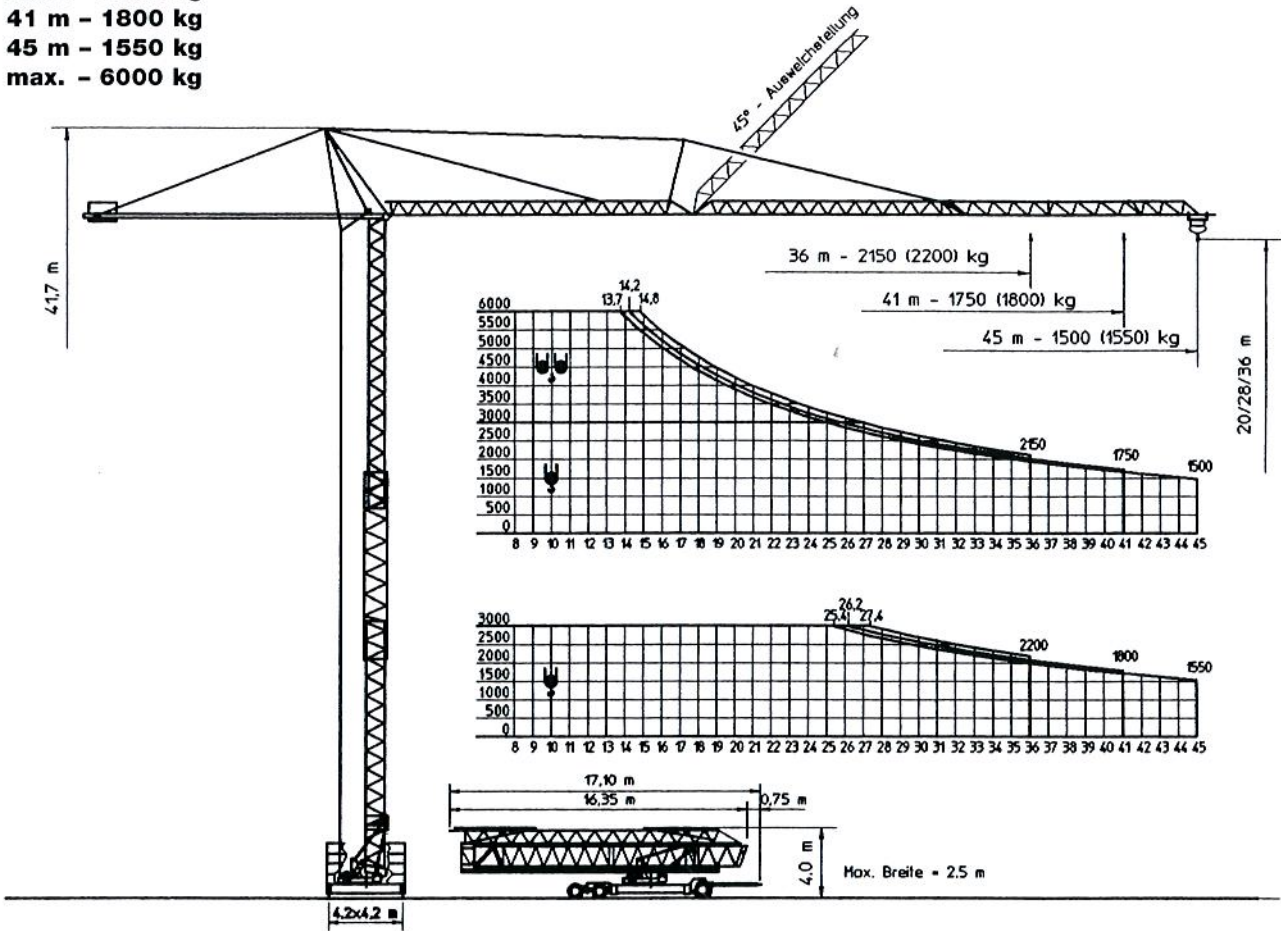 41 m – 1800 kg
45 m – 1550 kg
max. – 6000 kg
45° - Ausweichstellung
41,7 m
36 m - 2150 (2200) kg
41 m - 1750 (1800) kg
45 m - 1500 (1550) kg
20/28/36 m
13,7 14,2 14,8
6000
5500
5000
4500
4000
3500
3000
2500
2000
1500
1000
500
0
2150 1750 1500
8 9 10 11 12 13 14 15 16 17 18 19 20 21 22 23 24 25 26 27 28 29 30 31 32 33 34 35 36 37 38 39 40 41 42 43 44 45
25,4 26,2 27,4
3000
2500
2000
1500
1000
500
0
2200 1800 1550
8 9 10 11 12 13 14 15 16 17 18 19 20 21 22 23 24 25 26 27 28 29 30 31 32 33 34 35 36 37 38 39 40 41 42 43 44 45
17,10 m
16,35 m 0,75 m
4,0 m
Max. Breite = 2.5 m
4,2x4,2 m